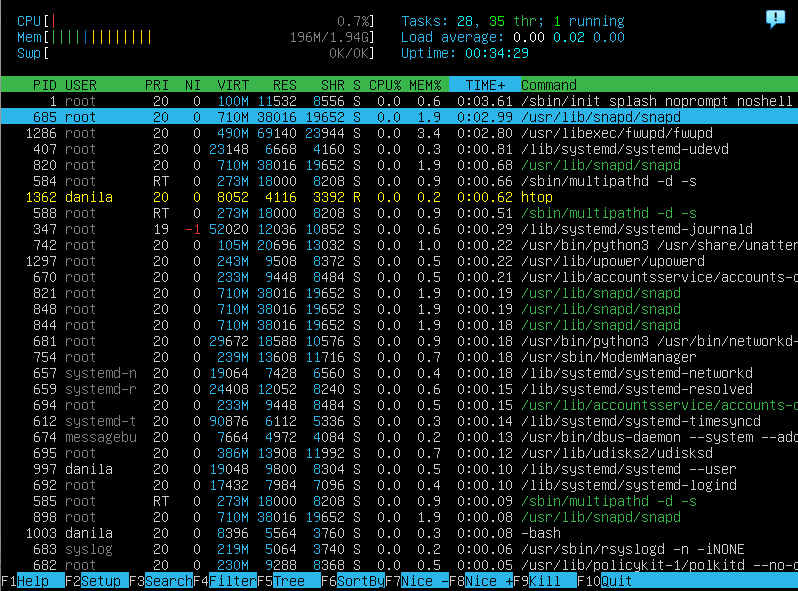 CPU[| 0.7%] Tasks: 28, 35 thr; 1 running
Mem[||||||||||||| 196M/1.94G] Load average: 0.00 0.02 0.00
Swp[ 0K/0K] Uptime: 00:34:29
PID USER PRI NI VIRT RES SHR S CPU% MEM% TIME+ Command
1 root 20 0 100M 11532 8556 S 0.0 0.6 0:03.61 /sbin/init splash noprompt noshell
685 root 20 0 710M 38016 19652 S 0.0 1.9 0:02.99 /usr/lib/snapd/snapd
1286 root 20 0 490M 69140 23944 S 0.0 3.4 0:02.80 /usr/libexec/fwupd/fwupd
407 root 20 0 23148 6668 4160 S 0.0 0.3 0:00.81 /lib/systemd/systemd-udevd
820 root 20 0 710M 38016 19652 S 0.0 1.9 0:00.68 /usr/lib/snapd/snapd
584 root RT 0 273M 18000 8208 S 0.0 0.9 0:00.66 /sbin/multipathd -d -s
1362 danila 20 0 8052 4116 3392 R 0.0 0.2 0:00.62 htop
588 root RT 0 273M 18000 8208 S 0.0 0.9 0:00.51 /sbin/multipathd -d -s
347 root 19 -1 52020 12036 10852 S 0.0 0.6 0:00.29 /lib/systemd/systemd-journald
742 root 20 0 105M 20696 13032 S 0.0 1.0 0:00.22 /usr/bin/python3 /usr/share/unatten
1297 root 20 0 243M 9508 8372 S 0.0 0.5 0:00.22 /usr/lib/upower/upowerd
670 root 20 0 233M 9448 8484 S 0.0 0.5 0:00.21 /usr/lib/accountsservice/accounts-d
821 root 20 0 710M 38016 19652 S 0.0 1.9 0:00.19 /usr/lib/snapd/snapd
848 root 20 0 710M 38016 19652 S 0.0 1.9 0:00.19 /usr/lib/snapd/snapd
844 root 20 0 710M 38016 19652 S 0.0 1.9 0:00.18 /usr/lib/snapd/snapd
681 root 20 0 29672 18588 10576 S 0.0 0.9 0:00.18 /usr/bin/python3 /usr/bin/networkd-
754 root 20 0 239M 13608 11716 S 0.0 0.7 0:00.18 /usr/sbin/ModemManager
657 systemd-n 20 0 19064 7428 6560 S 0.0 0.4 0:00.18 /lib/systemd/systemd-networkd
659 systemd-r 20 0 24408 12052 8240 S 0.0 0.6 0:00.15 /lib/systemd/systemd-resolved
694 root 20 0 233M 9448 8484 S 0.0 0.5 0:00.15 /usr/lib/accountsservice/accounts-d
612 systemd-t 20 0 90876 6112 5336 S 0.0 0.3 0:00.14 /lib/systemd/systemd-timesyncd
674 messagebu 20 0 7664 4972 4084 S 0.0 0.2 0:00.13 /usr/bin/dbus-daemon --system --add
695 root 20 0 386M 13908 11992 S 0.0 0.7 0:00.12 /usr/lib/udisks2/udisksd
997 danila 20 0 19048 9800 8304 S 0.0 0.5 0:00.10 /lib/systemd/systemd --user
692 root 20 0 17432 7984 7096 S 0.0 0.4 0:00.10 /lib/systemd/systemd-logind
585 root RT 0 273M 18000 8208 S 0.0 0.9 0:00.09 /sbin/multipathd -d -s
898 root 20 0 710M 38016 19652 S 0.0 1.9 0:00.08 /usr/lib/snapd/snapd
1003 danila 20 0 8396 5564 3760 S 0.0 0.3 0:00.08 -bash
683 syslog 20 0 219M 5064 3740 S 0.0 0.2 0:00.06 /usr/sbin/rsyslogd -n -iNONE
682 root 20 0 230M 9288 8368 S 0.0 0.5 0:00.05 /usr/lib/policykit-1/polkitd --no-d
F1Help F2Setup F3SearchF4FilterF5Tree F6SortByF7Nice -F8Nice +F9Kill F10Quit